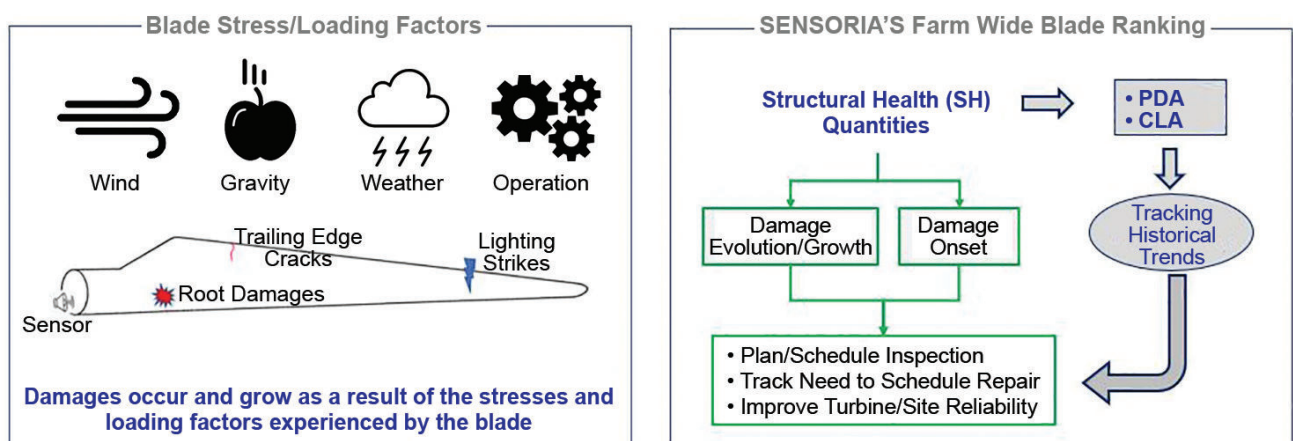 Blade Stress/Loading Factors
Wind
Gravity
Weather
Operation
Trailing Edge
Cracks
Lighting
Strikes
Root Damages
Sensor
Damages occur and grow as a result of the stresses and
loading factors experienced by the blade
SENSORIA'S Farm Wide Blade Ranking
Structural Health (SH)
Quantities
• PDA
• CLA
Damage
Evolution/Growth
Damage
Onset
Tracking
Historical
Trends
• Plan/Schedule Inspection
• Track Need to Schedule Repair
• Improve Turbine/Site Reliability